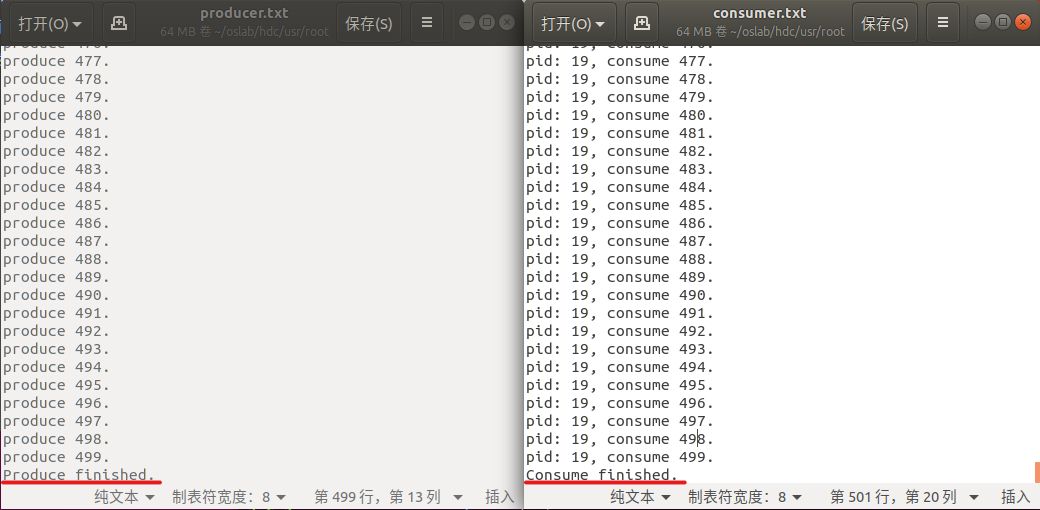 打开(O)
producer.txt
64 MB 卷 ~/oslab/hdc/usr/root
保存(S)
produce 476.
produce 477.
produce 478.
produce 479.
produce 480.
produce 481.
produce 482.
produce 483.
produce 484.
produce 485.
produce 486.
produce 487.
produce 488.
produce 489.
produce 490.
produce 491.
produce 492.
produce 493.
produce 494.
produce 495.
produce 496.
produce 497.
produce 498.
produce 499.
Produce finished.
纯文本 制表符宽度：8 第 499 行，第 13 列 插入
打开(O)
consumer.txt
64 MB 卷 ~/oslab/hdc/usr/root
保存(S)
pid: 19, consume 476.
pid: 19, consume 477.
pid: 19, consume 478.
pid: 19, consume 479.
pid: 19, consume 480.
pid: 19, consume 481.
pid: 19, consume 482.
pid: 19, consume 483.
pid: 19, consume 484.
pid: 19, consume 485.
pid: 19, consume 486.
pid: 19, consume 487.
pid: 19, consume 488.
pid: 19, consume 489.
pid: 19, consume 490.
pid: 19, consume 491.
pid: 19, consume 492.
pid: 19, consume 493.
pid: 19, consume 494.
pid: 19, consume 495.
pid: 19, consume 496.
pid: 19, consume 497.
pid: 19, consume 498.
pid: 19, consume 499.
Consume finished.
纯文本 制表符宽度：8 第 501 行，第 20 列 插入